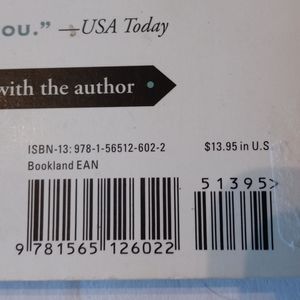 OU.” —USA Today
with the author
ISBN-13: 978-1-56512-602-2
$13.95 in U.S
Bookland EAN
51395>
9 781565 126022